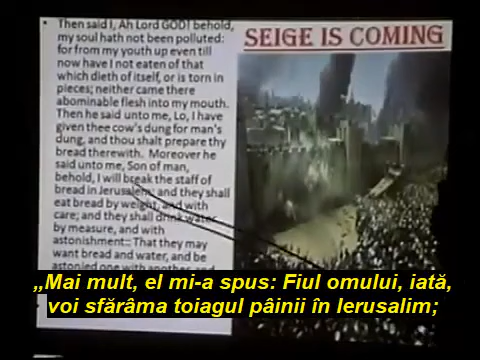 • Then said I, Ah Lord GOD! behold,
my soul hath not been polluted:
for from my youth up even till
now have I not eaten of that
which dieth of itself, or is torn in
pieces; neither came there
abominable flesh into my mouth.
Then he said unto me, Lo, I have
given thee cow's dung for man's
dung, and thou shalt prepare thy
bread therewith. Moreover he
said unto me, Son of man,
behold, I will break the staff of
bread in Jerusalem: and they shall
eat bread by weight, and with
care; and they shall drink water
by measure, and with
astonishment:: That they may
want bread and water, and be
astonied one with another, and
SEIGE IS COMING
„Mai mult, el mi-a spus: Fiul omului, iată,
voi sfărâma toiagul pâinii în Ierusalim;